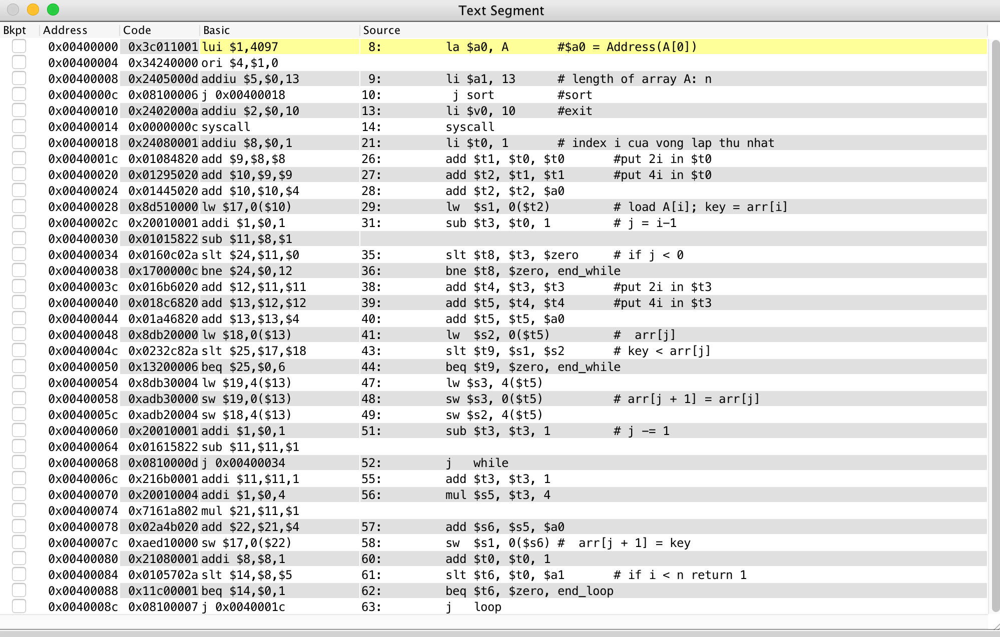 Text Segment
Bkpt Address Code Basic Source
0x00400000 0x3c011001 lui $1,4097 8: la $a0, A #$a0 = Address(A[0])
0x00400004 0x34240000 ori $4,$1,0
0x00400008 0x2405000d addiu $5,$0,13 9: li $a1, 13 # length of array A: n
0x0040000c 0x08100006 j 0x00400018 10: j sort #sort
0x00400010 0x2402000a addiu $2,$0,10 13: li $v0, 10 #exit
0x00400014 0x0000000c syscall 14: syscall
0x00400018 0x24080001 addiu $8,$0,1 21: li $t0, 1 # index i cua vong lap thu nhat
0x0040001c 0x01084820 add $9,$8,$8 26: add $t1, $t0, $t0 #put 2i in $t0
0x00400020 0x01295020 add $10,$9,$9 27: add $t2, $t1, $t1 #put 4i in $t0
0x00400024 0x01445020 add $10,$10,$4 28: add $t2, $t2, $a0
0x00400028 0x8d510000 lw $17,0($10) 29: lw $s1, 0($t2) # load A[i]; key = arr[i]
0x0040002c 0x20010001 addi $1,$0,1 31: sub $t3, $t0, 1 # j = i-1
0x00400030 0x01015822 sub $11,$8,$1
0x00400034 0x0160c02a slt $24,$11,$0 35: slt $t8, $t3, $zero # if j < 0
0x00400038 0x1700000c bne $24,$0,12 36: bne $t8, $zero, end_while
0x0040003c 0x016b6020 add $12,$11,$11 38: add $t4, $t3, $t3 #put 2i in $t3
0x00400040 0x018c6820 add $13,$12,$12 39: add $t5, $t4, $t4 #put 4i in $t3
0x00400044 0x01a46820 add $13,$13,$4 40: add $t5, $t5, $a0
0x00400048 0x8db20000 lw $18,0($13) 41: lw $s2, 0($t5) # arr[j]
0x0040004c 0x0232c82a slt $25,$17,$18 43: slt $t9, $s1, $s2 # key < arr[j]
0x00400050 0x13200006 beq $25,$0,6 44: beq $t9, $zero, end_while
0x00400054 0x8db30004 lw $19,4($13) 47: lw $s3, 4($t5)
0x00400058 0xadb30000 sw $19,0($13) 48: sw $s3, 0($t5) # arr[j + 1] = arr[j]
0x0040005c 0xadb20004 sw $18,4($13) 49: sw $s2, 4($t5)
0x00400060 0x20010001 addi $1,$0,1 51: sub $t3, $t3, 1 # j -= 1
0x00400064 0x01615822 sub $11,$11,$1
0x00400068 0x0810000d j 0x00400034 52: j while
0x0040006c 0x216b0001 addi $11,$11,1 55: add $t3, $t3, 1
0x00400070 0x20010004 addi $1,$0,4 56: mul $s5, $t3, 4
0x00400074 0x7161a802 mul $21,$11,$1
0x00400078 0x02a4b020 add $22,$21,$4 57: add $s6, $s5, $a0
0x0040007c 0xaed10000 sw $17,0($22) 58: sw $s1, 0($s6) # arr[j + 1] = key
0x00400080 0x21080001 addi $8,$8,1 60: add $t0, $t0, 1
0x00400084 0x0105702a slt $14,$8,$5 61: slt $t6, $t0, $a1 # if i < n return 1
0x00400088 0x11c00001 beq $14,$0,1 62: beq $t6, $zero, end_loop
0x0040008c 0x08100007 j 0x0040001c 63: j loop